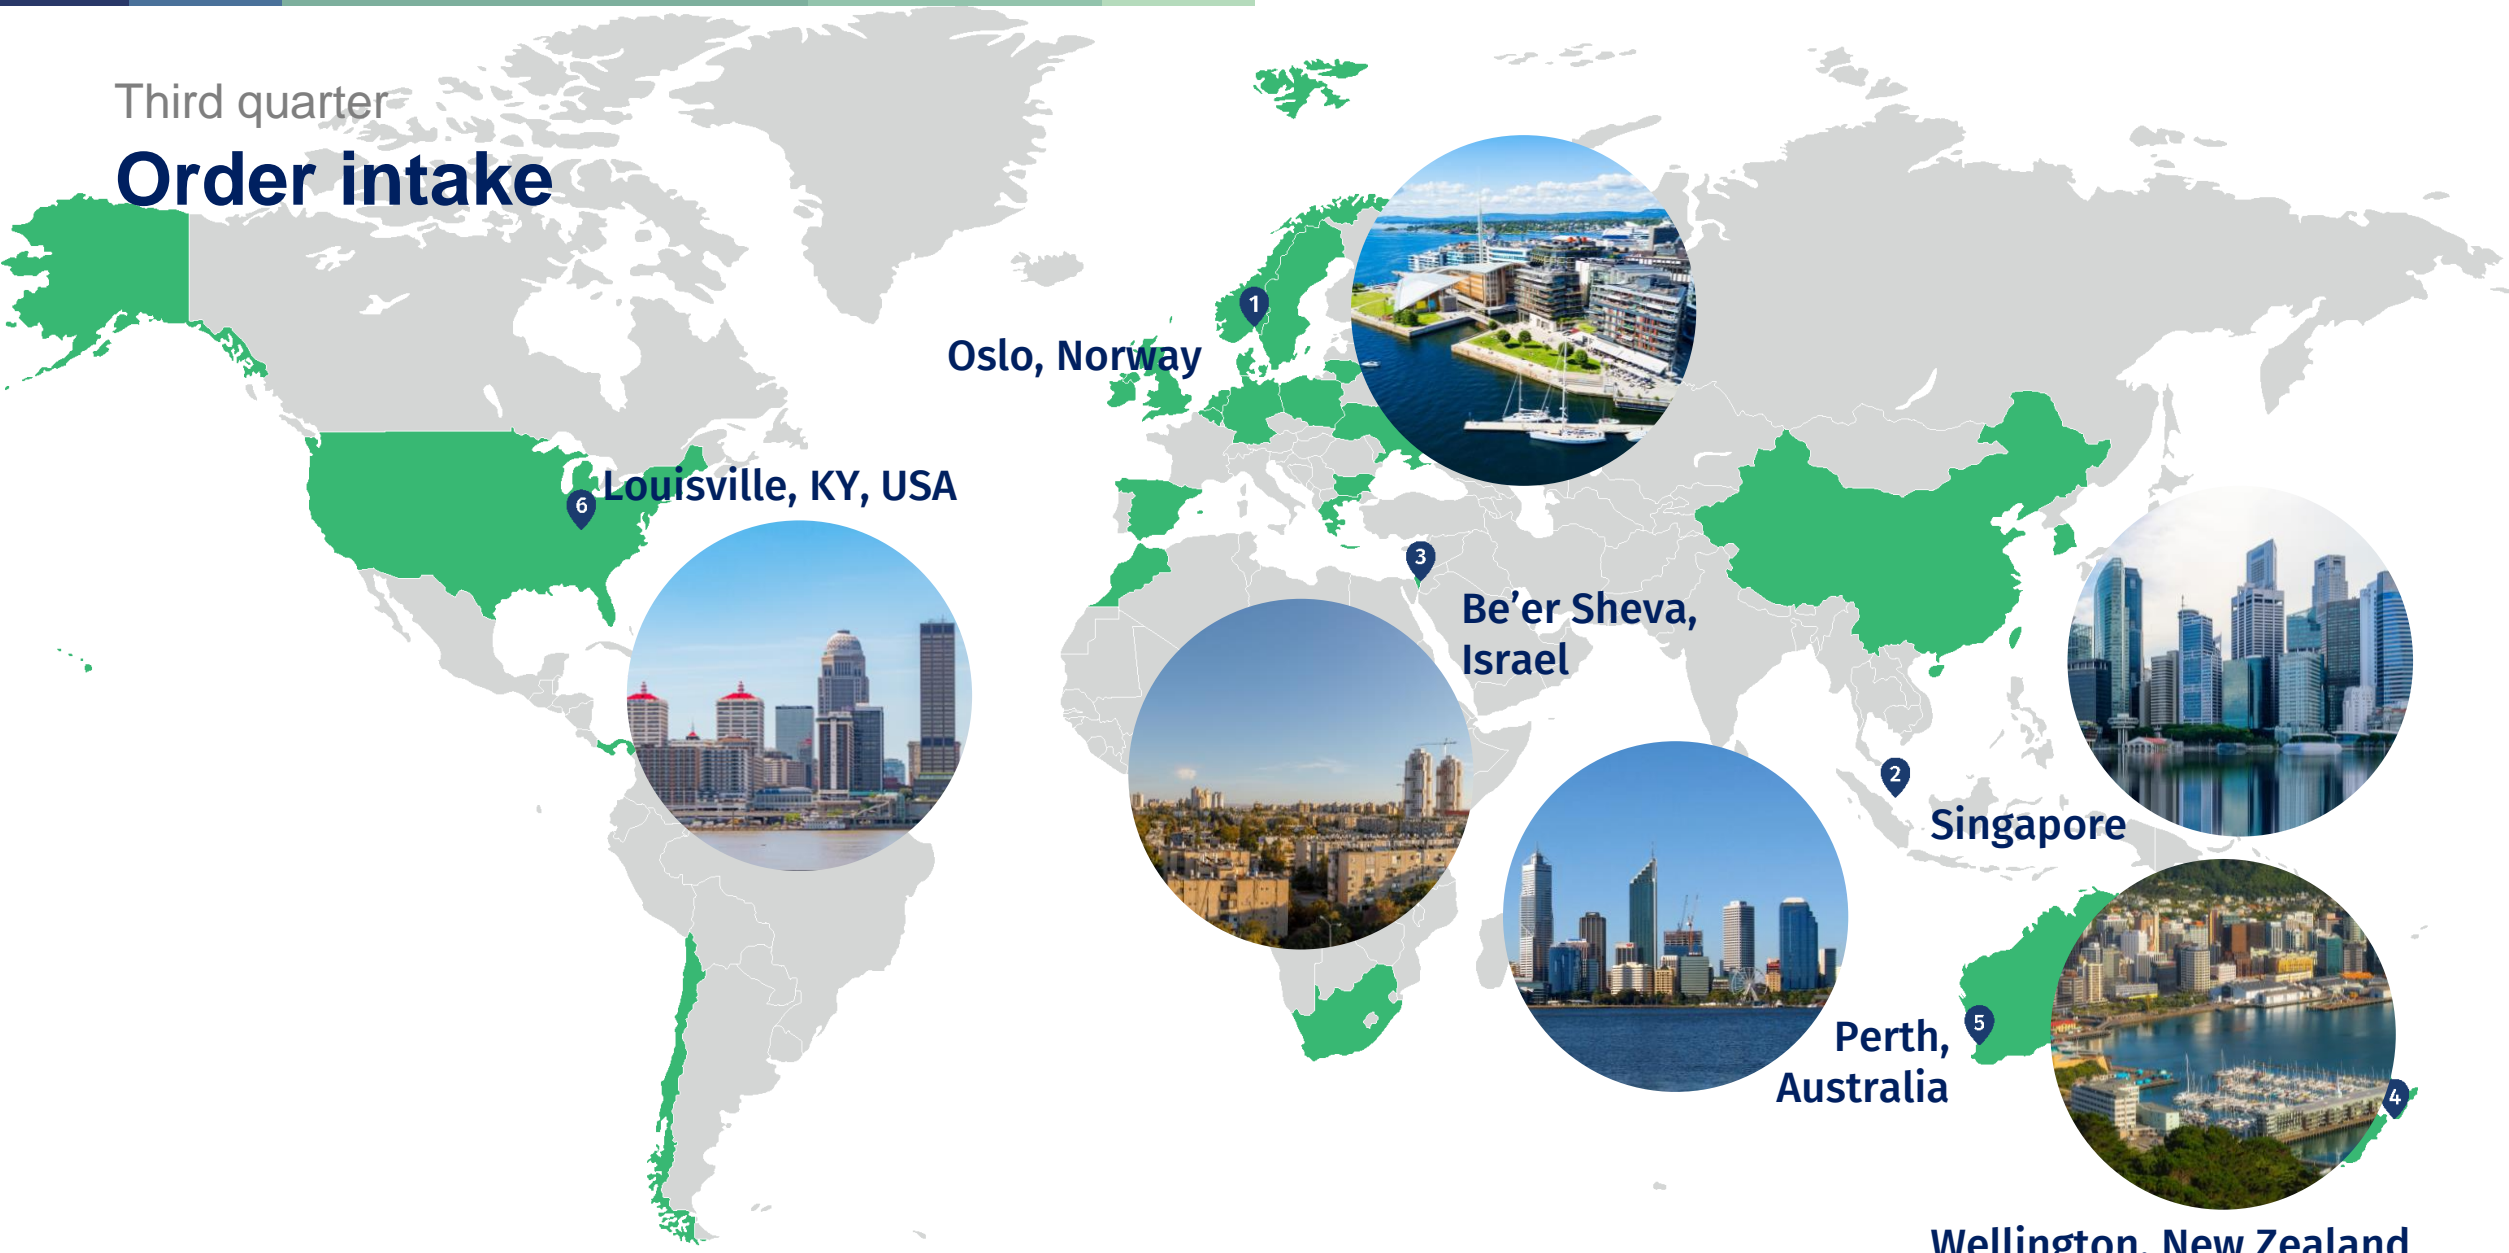 Third quarter
Order intake
1
Oslo, Norway
6
Louisville, KY, USA
3
Be’er Sheva,
Israel
2
Singapore
5
Perth,
Australia
4
Wellington, New Zealand